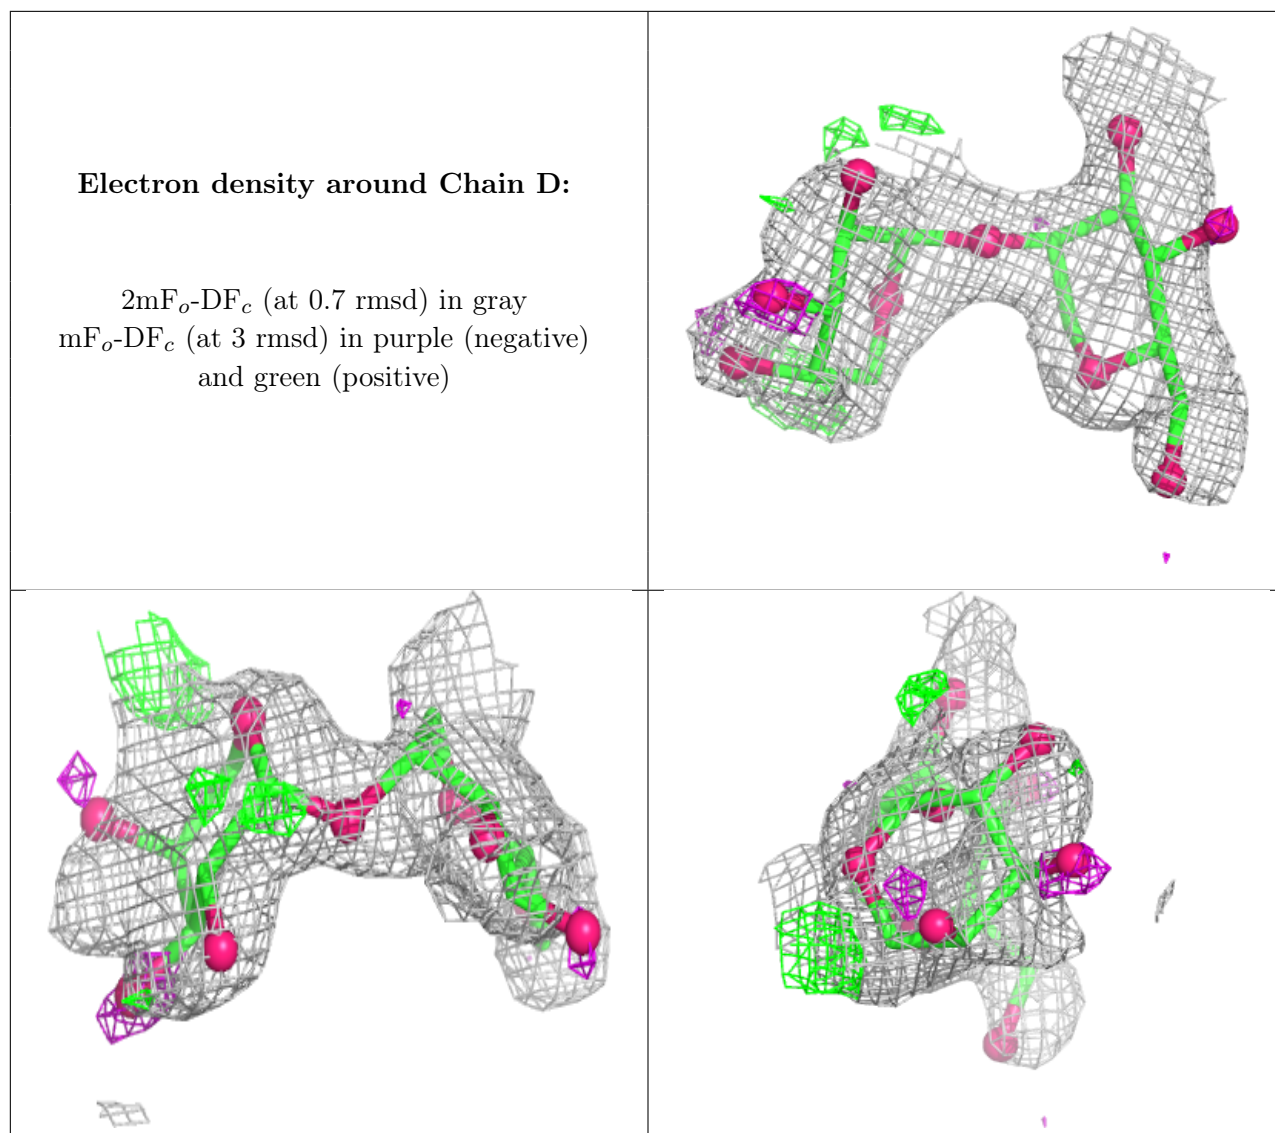 Electron density around Chain D:
2mFₒ-DF𝒸 (at 0.7 rmsd) in gray
mFₒ-DF𝒸 (at 3 rmsd) in purple (negative)
and green (positive)